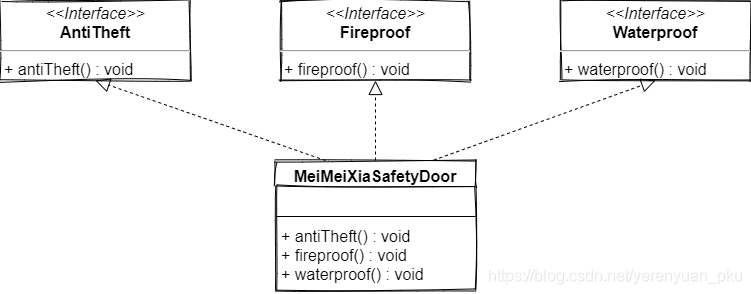 <<Interface>>
AntiTheft
+ antiTheft() : void
<<Interface>>
Fireproof
+ fireproof() : void
<<Interface>>
Waterproof
+ waterproof() : void
MeiMeiXiaSafetyDoor
+ antiTheft() : void
+ fireproof() : void
+ waterproof() : void
https://blog.csdn.net/yerenyuan_pku